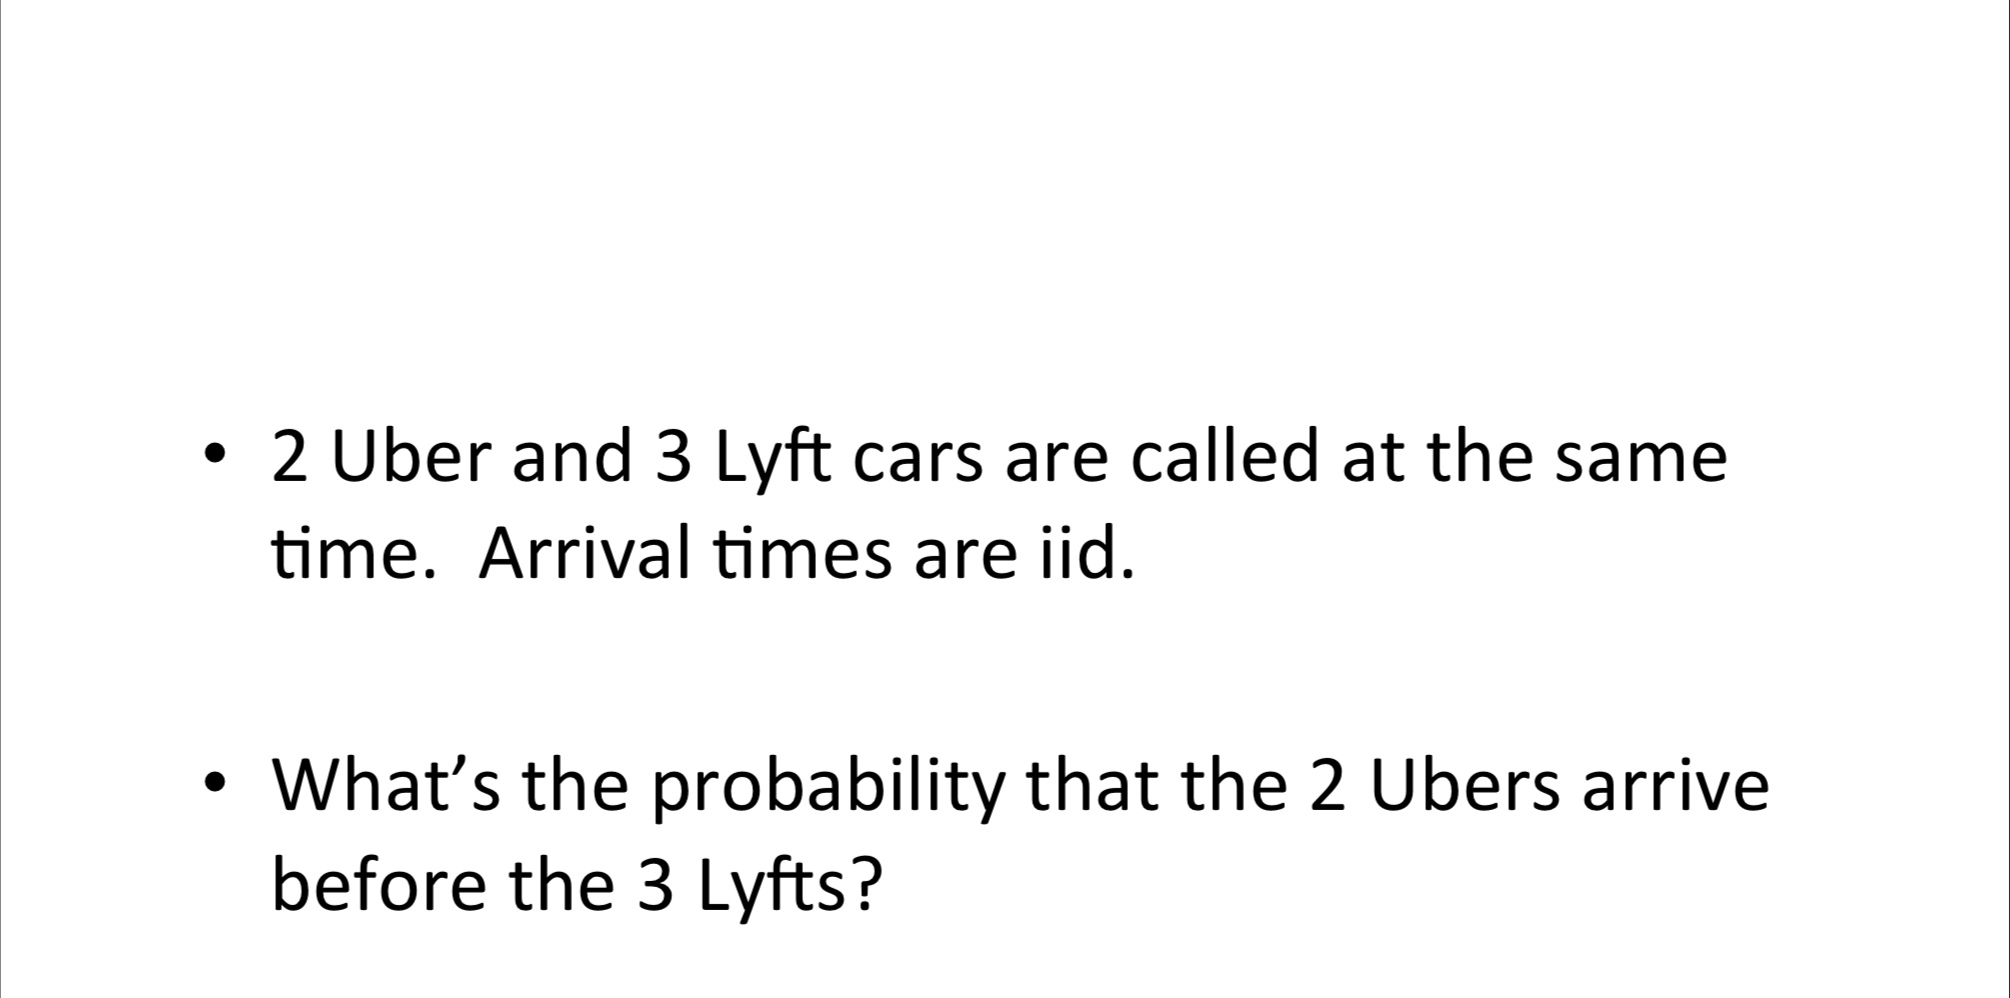 • 2 Uber and 3 Lyft cars are called at the same
time.  Arrival times are iid.
• What’s the probability that the 2 Ubers arrive
before the 3 Lyfts?